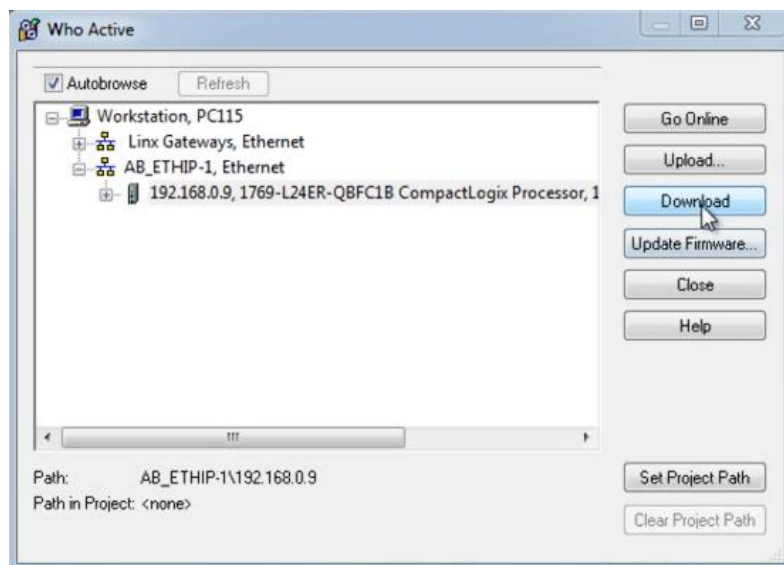 Who Active
Autobrowse
Refresh
Workstation, PC115
Linx Gateways, Ethernet
AB_ETHIP-1, Ethernet
192.168.0.9, 1769-L24ER-QBFC1B CompactLogix Processor, 1
Go Online
Upload...
Download
Update Firmware...
Close
Help
Path: AB_ETHIP-1\192.168.0.9
Path in Project: <none>
Set Project Path
Clear Project Path